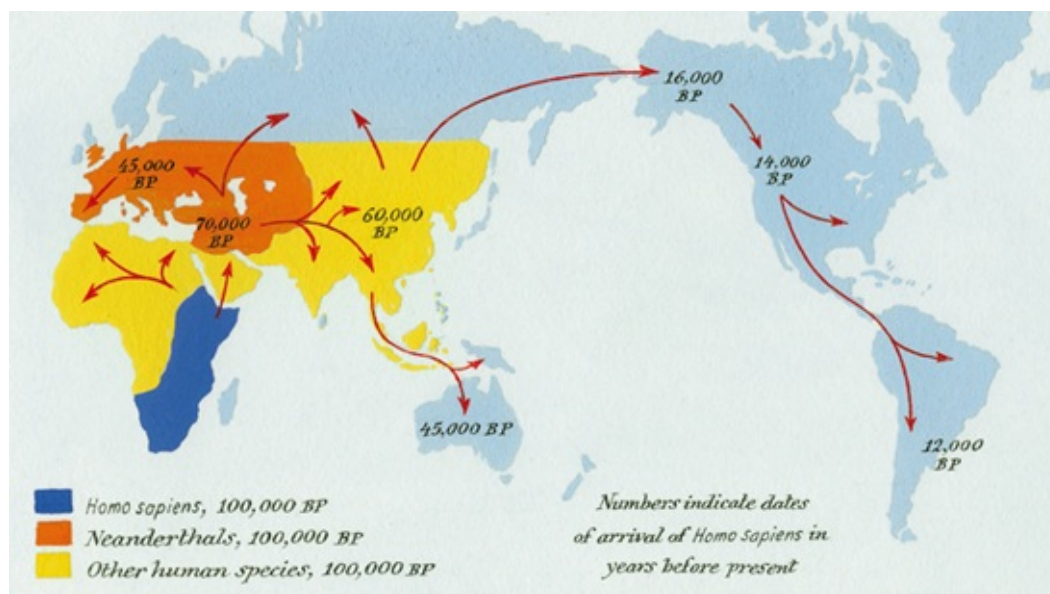 16,000
BP
14,000
BP
45,000
BP
70,000
BP
60,000
BP
45,000 BP
12,000
BP
Homo sapiens, 100,000 BP
Neanderthals, 100,000 BP
Other human species, 100,000 BP
Numbers indicate dates
of arrival of Homo sapiens in
years before present